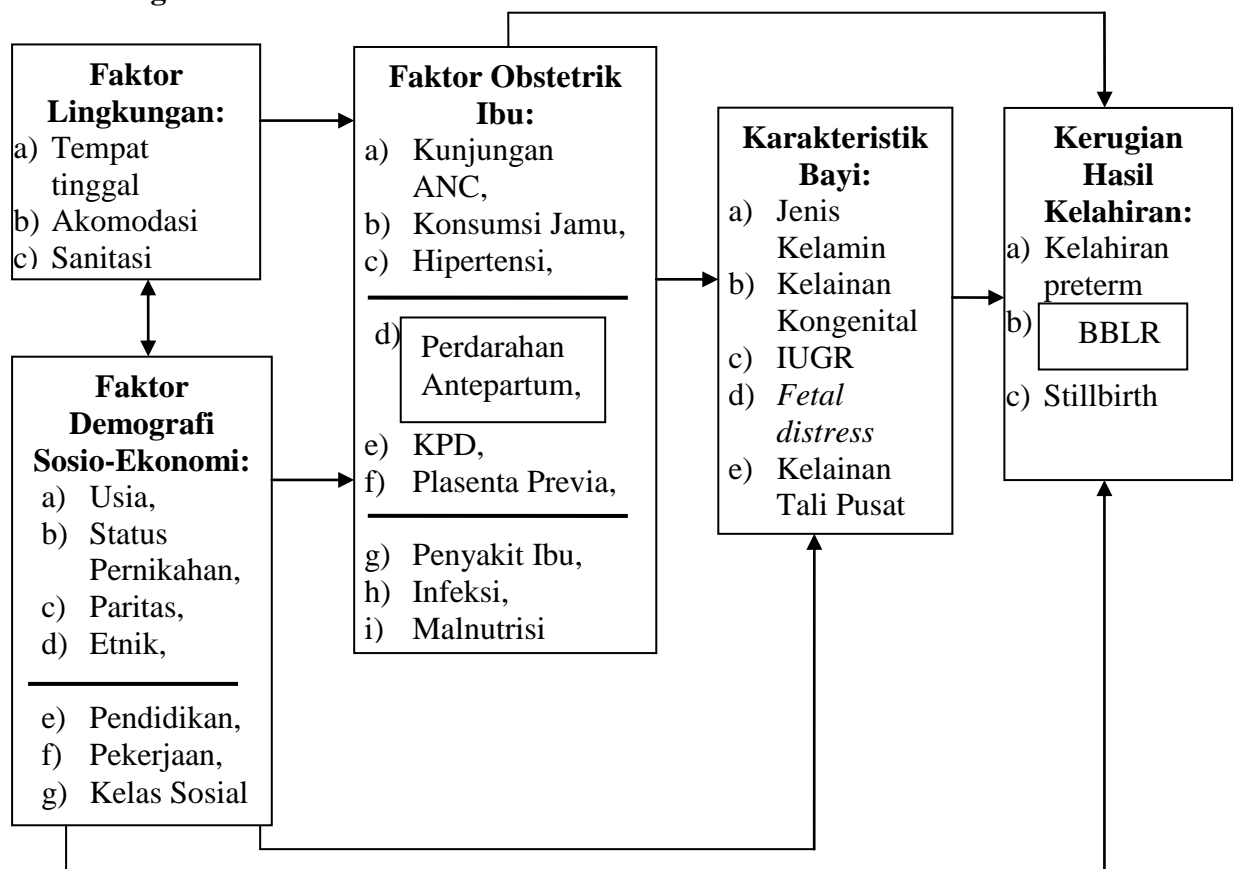 Faktor
Lingkungan:
a) Tempat
tinggal
b) Akomodasi
c) Sanitasi
Faktor
Demografi
Sosio-Ekonomi:
a) Usia,
b) Status
Pernikahan,
c) Paritas,
d) Etnik,
e) Pendidikan,
f) Pekerjaan,
g) Kelas Sosial
Faktor Obstetrik
Ibu:
a) Kunjungan
ANC,
b) Konsumsi Jamu,
c) Hipertensi,
d) Perdarahan
Antepartum,
e) KPD,
f) Plasenta Previa,
g) Penyakit Ibu,
h) Infeksi,
i) Malnutrisi
Karakteristik
Bayi:
a) Jenis
Kelamin
b) Kelainan
Kongenital
c) IUGR
d) Fetal
distress
e) Kelainan
Tali Pusat
Kerugian
Hasil
Kelahiran:
a) Kelahiran
preterm
b) BBLR
c) Stillbirth